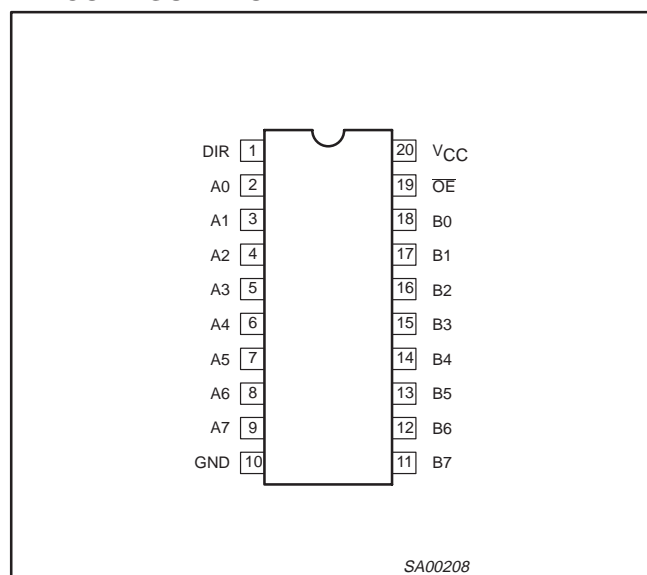 DIR 1 20 VCC
A0 2 19 O̅E̅
A1 3 18 B0
A2 4 17 B1
A3 5 16 B2
A4 6 15 B3
A5 7 14 B4
A6 8 13 B5
A7 9 12 B6
GND 10 11 B7
SA00208